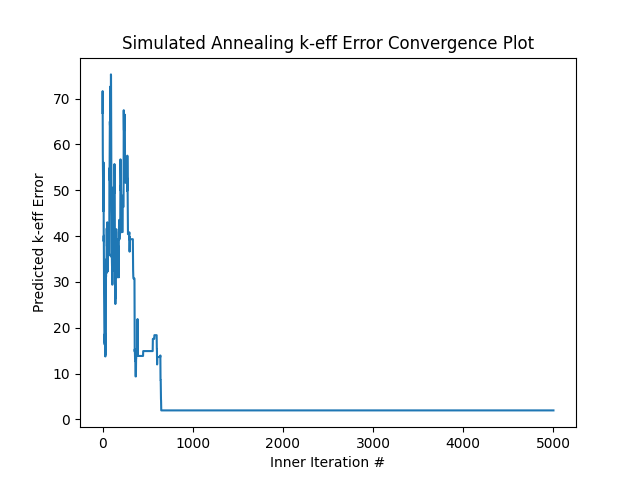 Simulated Annealing k-eff Error Convergence Plot
70
60
50
40
30
20
10
0
Predicted k-eff Error
0 1000 2000 3000 4000 5000
Inner Iteration #